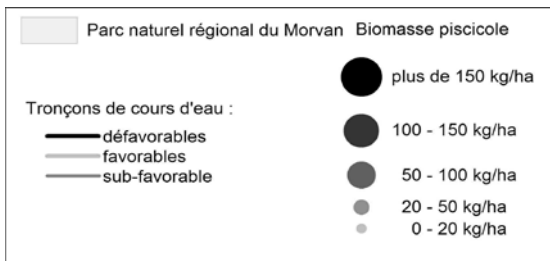 Parc naturel régional du Morvan
Biomasse piscicole
plus de 150 kg/ha
Tronçons de cours d'eau :
100 - 150 kg/ha
défavorables
favorables
sub-favorable
50 - 100 kg/ha
20 - 50 kg/ha
0 - 20 kg/ha